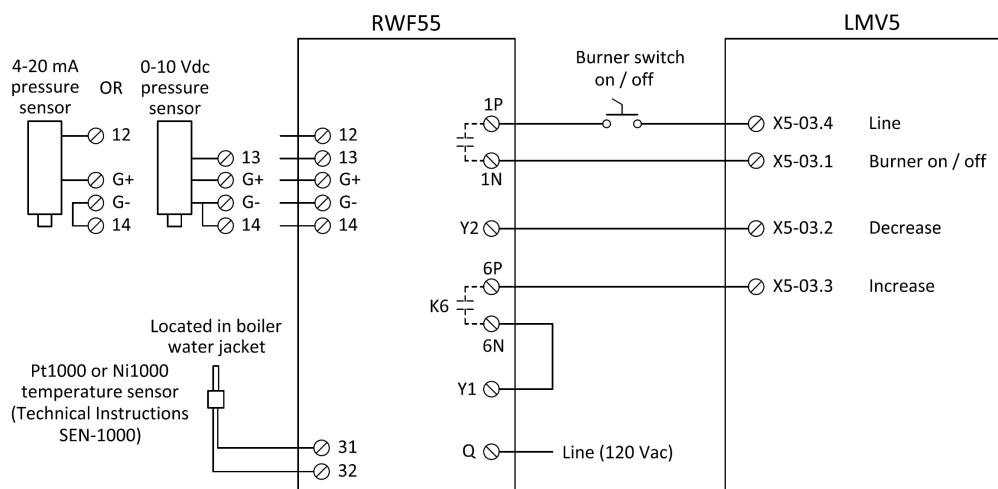 RWF55
LMV5
4-20 mA
pressure
sensor
OR
0-10 Vdc
pressure
sensor
12
G+
G-
14
13
G+
G-
14
12
13
G+
G-
14
Located in boiler
water jacket
Pt1000 or Ni1000
temperature sensor
(Technical Instructions
SEN-1000)
31
32
1P
1N
Y2
6P
K6
6N
Y1
Q
Line (120 Vac)
Burner switch
on / off
X5-03.4 Line
X5-03.1 Burner on / off
X5-03.2 Decrease
X5-03.3 Increase